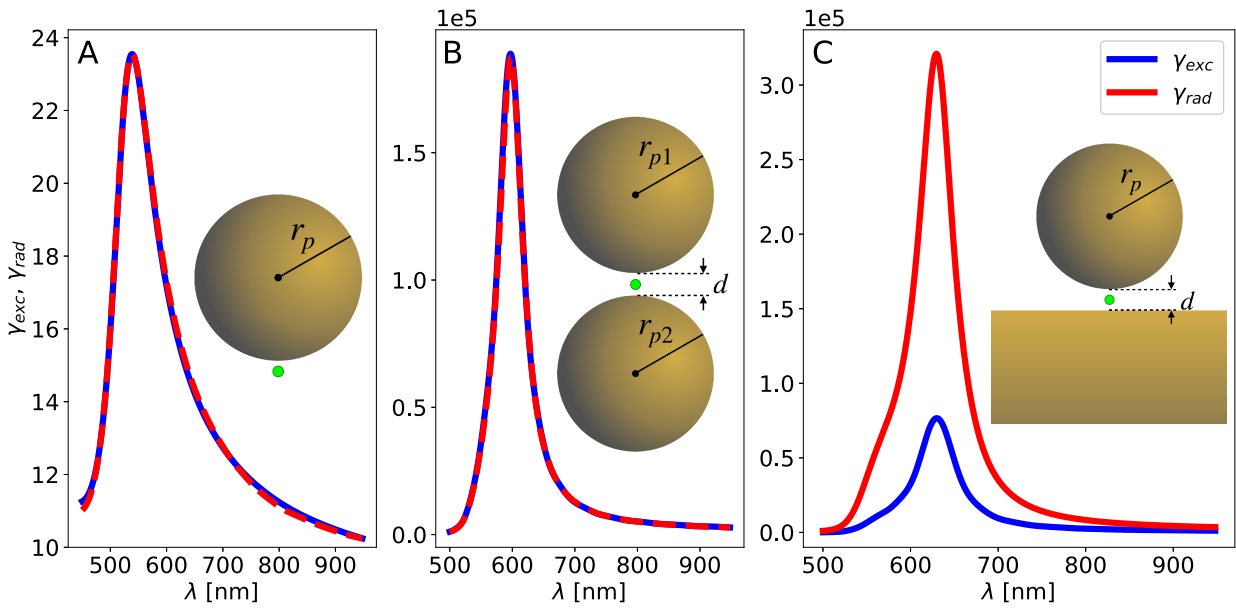 A
γexc, γrad
24
22
20
18
16
14
12
10
500 600 700 800 900
λ [nm]
rp
1e5
B
1.5
1.0
0.5
0.0
500 600 700 800 900
λ [nm]
rp1
d
rp2
1e5
C
3.0
2.5
2.0
1.5
1.0
0.5
0.0
500 600 700 800 900
λ [nm]
γexc
γrad
rp
d